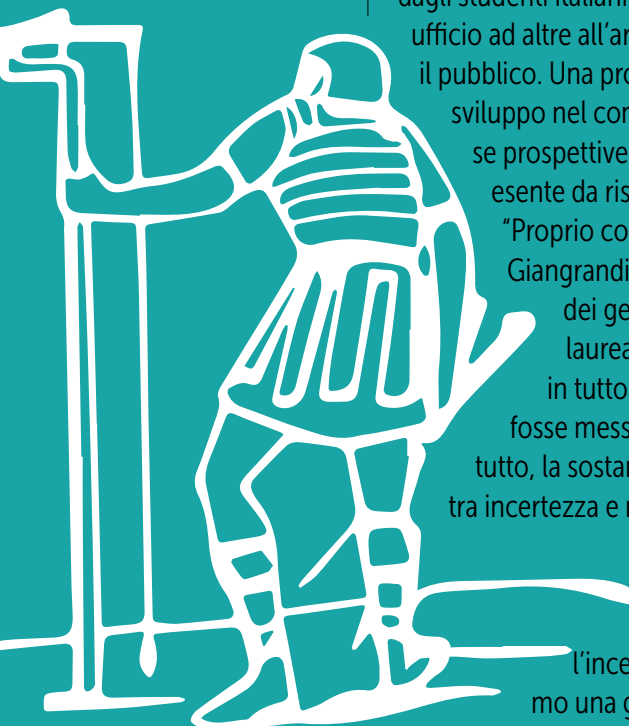 dagli studenti italiani
ufficio ad altre all'ar
il pubblico. Una pro
sviluppo nel con
se prospettive
esente da ris
"Proprio co
Giangrandi
dei ge
laurea
in tutto
fosse mess
tutto, la sostan
tra incertezza e r
l'ince
mo una c